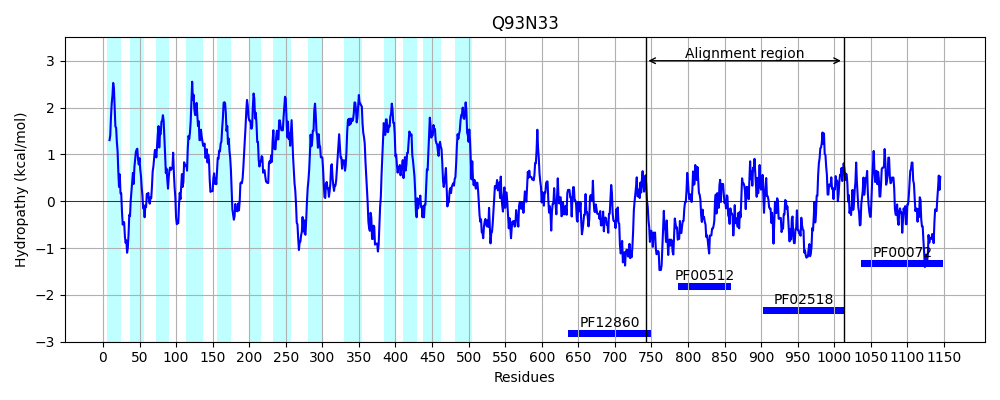 Q93N33
Hydropathy (kcal/mol)
3
2
1
0
−1
−2
−3
Alignment region
PF00072
PF00512
PF02518
PF12860
0 50 100 150 200 250 300 350 400 450 500 550 600 650 700 750 800 850 900 950 1000 1050 1100 1150
Residues